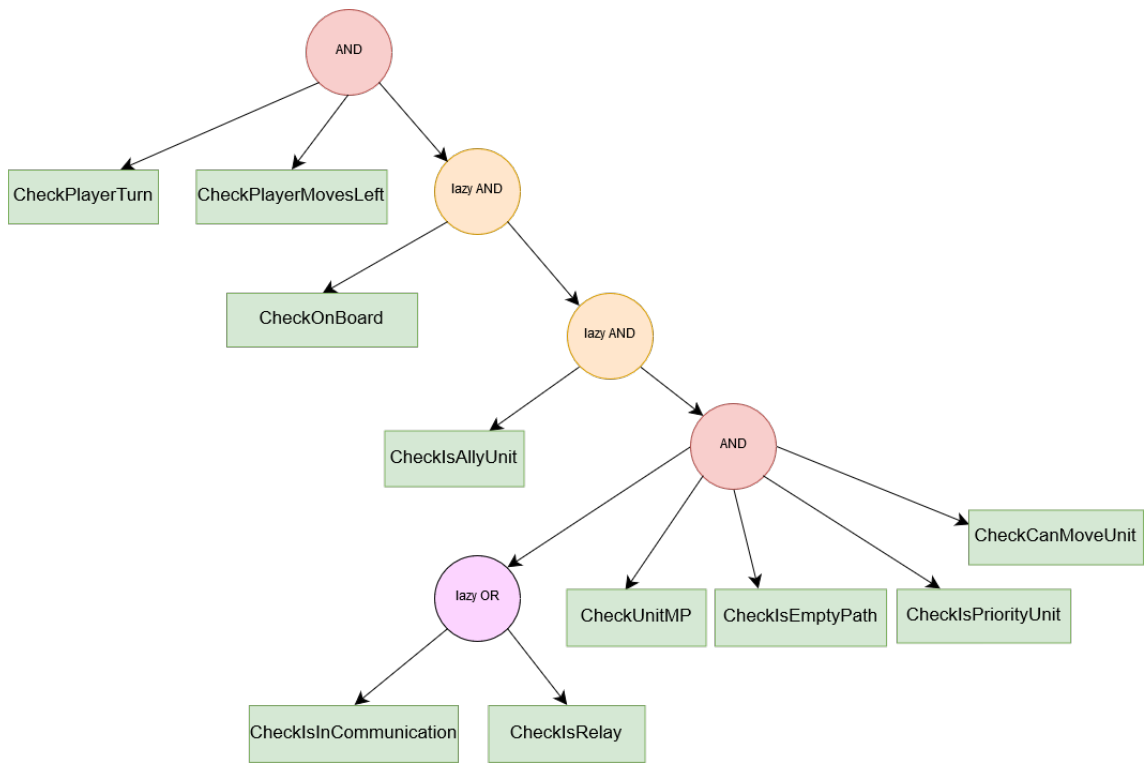 AND
CheckPlayerTurn
CheckPlayerMovesLeft
lazy AND
CheckOnBoard
lazy AND
CheckIsAllyUnit
AND
CheckCanMoveUnit
lazy OR
CheckUnitMP
CheckIsEmptyPath
CheckIsPriorityUnit
CheckIsInCommunication
CheckIsRelay